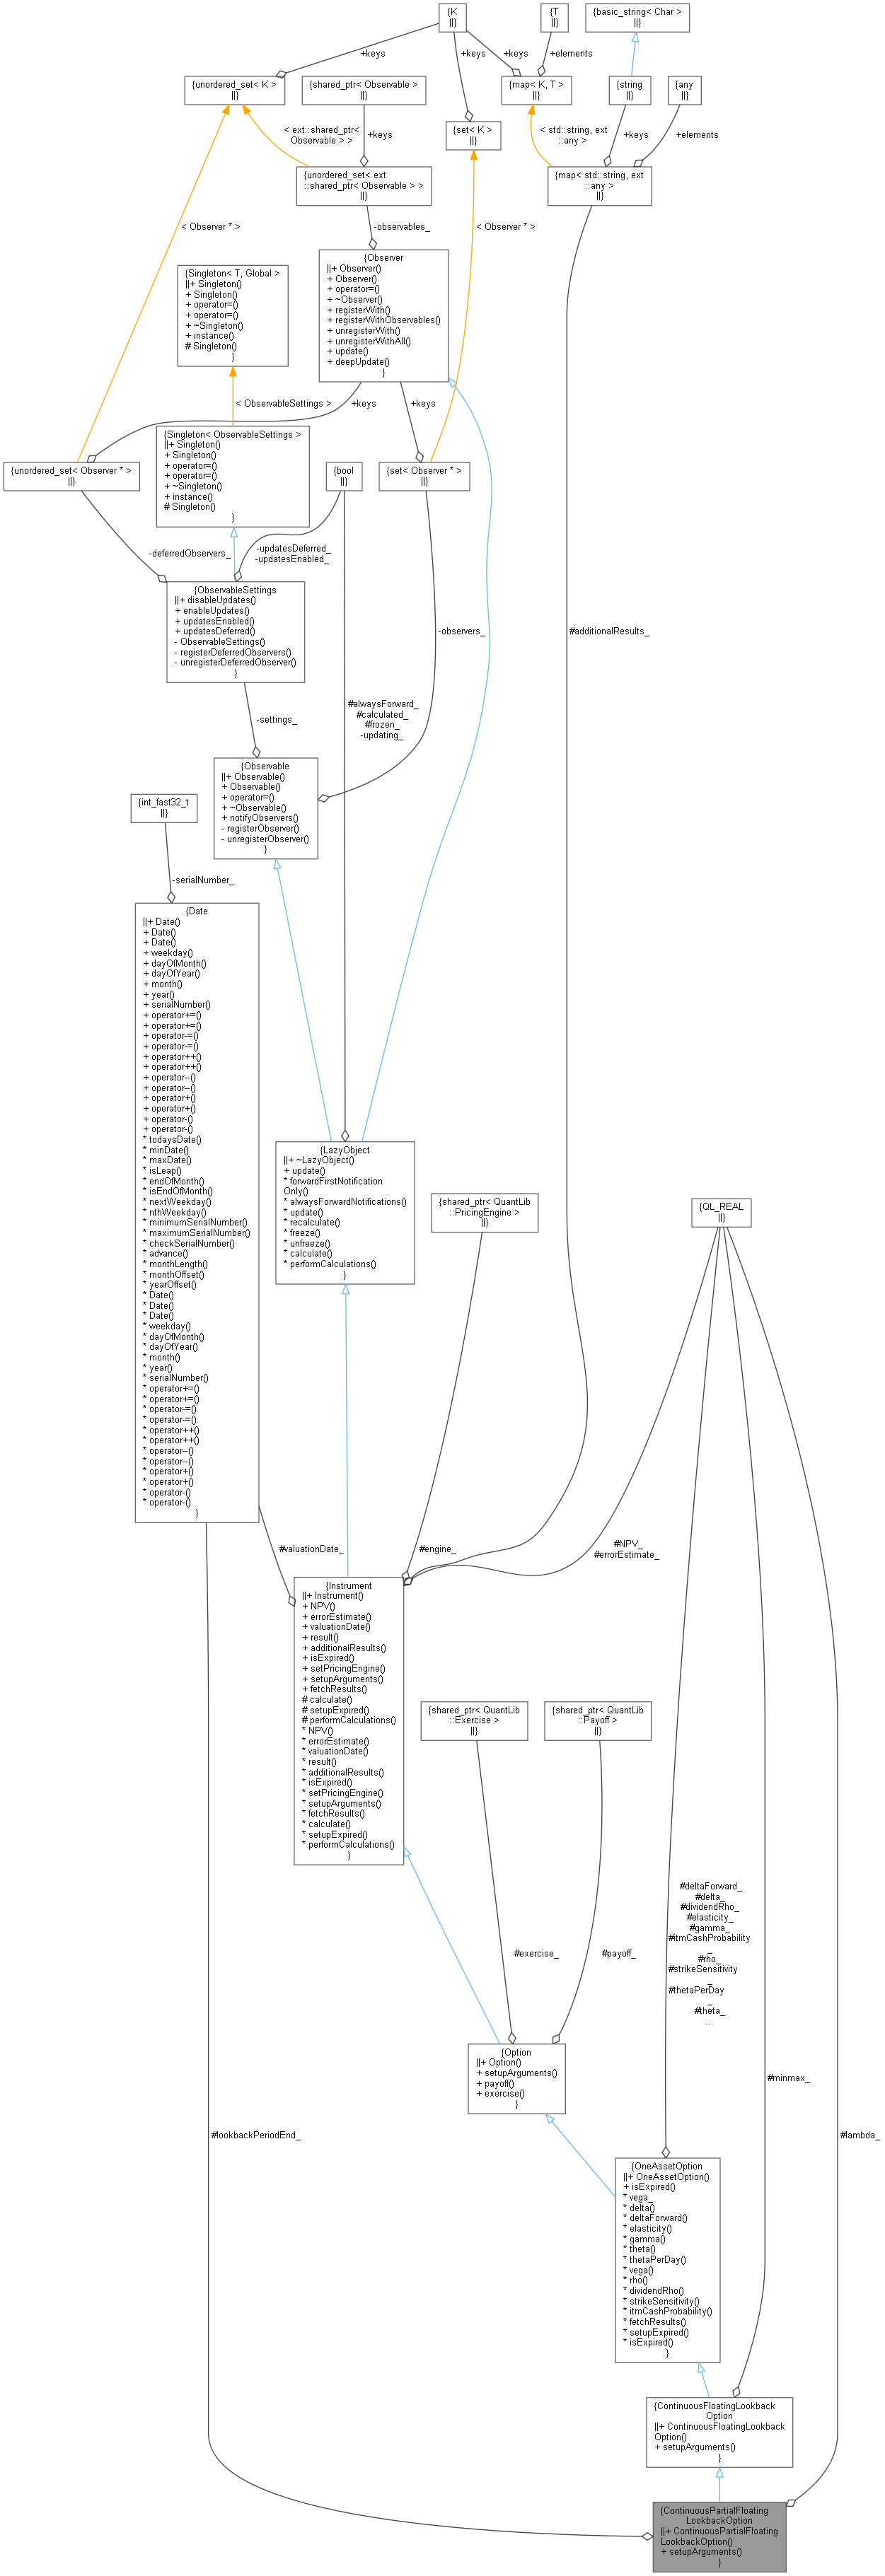 {K
||}
{T
||}
{basic_string< Char >
||}
+keys
+keys
+keys
+elements
{unordered_set< K >
||}
{shared_ptr< Observable >
||}
{map< K, T >
||}
{string
||}
{any
||}
{set< K >
||}
< ext::shared_ptr<
Observable > >
+keys
< std::string, ext
::any >
+keys
+elements
{unordered_set< ext
::shared_ptr< Observable > >
||}
{map< std::string, ext
::any >
||}
< Observer * >
-observables_
< Observer * >
{Observer
||+ Observer()
+ Observer()
+ operator=()
+ ~Observer()
+ registerWith()
+ registerWithObservables()
+ unregisterWith()
+ unregisterWithAll()
+ update()
+ deepUpdate()
}
{Singleton< T, Global >
||+ Singleton()
+ Singleton()
+ operator=()
+ operator=()
+ ~Singleton()
+ instance()
# Singleton()
}
< ObservableSettings >
+keys
+keys
{Singleton< ObservableSettings >
||+ Singleton()
+ Singleton()
+ operator=()
+ operator=()
+ ~Singleton()
+ instance()
# Singleton()
}
{unordered_set< Observer * >
||}
{bool
||}
{set< Observer * >
||}
-deferredObservers_
-updatesDeferred_
-updatesEnabled_
{ObservableSettings
||+ disableUpdates()
+ enableUpdates()
+ updatesEnabled()
+ updatesDeferred()
- ObservableSettings()
- registerDeferredObservers()
- unregisterDeferredObserver()
}
-observers_
#additionalResults_
-settings_
#alwaysForward_
#calculated_
#frozen_
-updating_
{Observable
||+ Observable()
+ Observable()
+ operator=()
+ ~Observable()
+ notifyObservers()
- registerObserver()
- unregisterObserver()
}
{int_fast32_t
||}
-serialNumber_
{Date
||+ Date()
+ Date()
+ Date()
+ weekday()
+ dayOfMonth()
+ dayOfYear()
+ month()
+ year()
+ serialNumber()
+ operator+=()
+ operator+=()
+ operator-=()
+ operator-=()
+ operator++()
+ operator++()
+ operator--()
+ operator--()
+ operator+()
+ operator+()
+ operator-()
+ operator-()
* todaysDate()
* minDate()
* maxDate()
* isLeap()
* endOfMonth()
* isEndOfMonth()
* nextWeekday()
* nthWeekday()
* minimumSerialNumber()
* maximumSerialNumber()
* checkSerialNumber()
* advance()
* monthLength()
* monthOffset()
* yearOffset()
* Date()
* Date()
* Date()
* weekday()
* dayOfMonth()
* dayOfYear()
* month()
* year()
* serialNumber()
* operator+=()
* operator+=()
* operator-=()
* operator-=()
* operator++()
* operator++()
* operator--()
* operator--()
* operator+()
* operator+()
* operator-()
* operator-()
}
{LazyObject
||+ ~LazyObject()
+ update()
* forwardFirstNotification
Only()
* alwaysForwardNotifications()
* update()
* recalculate()
* freeze()
* unfreeze()
* calculate()
* performCalculations()
}
{shared_ptr< QuantLib
::PricingEngine >
||}
{QL_REAL
||}
#valuationDate_
#engine_
#NPV_
#errorEstimate_
{Instrument
||+ Instrument()
+ NPV()
+ errorEstimate()
+ valuationDate()
+ result()
+ additionalResults()
+ isExpired()
+ setPricingEngine()
+ setupArguments()
+ fetchResults()
# calculate()
# setupExpired()
# performCalculations()
* NPV()
* errorEstimate()
* valuationDate()
* result()
* additionalResults()
* isExpired()
* setPricingEngine()
* setupArguments()
* fetchResults()
* calculate()
* setupExpired()
* performCalculations()
}
{shared_ptr< QuantLib
::Exercise >
||}
{shared_ptr< QuantLib
::Payoff >
||}
#exercise_
#payoff_
#deltaForward_
#delta_
#dividendRho_
#elasticity_
#gamma_
#itmCashProbability
_
#rho_
#strikeSensitivity
_
#thetaPerDay
_
#theta_
...
{Option
||+ Option()
+ setupArguments()
+ payoff()
+ exercise()
}
#minmax_
#lookbackPeriodEnd_
#lambda_
{OneAssetOption
||+ OneAssetOption()
+ isExpired()
* vega_
* delta()
* deltaForward()
* elasticity()
* gamma()
* theta()
* thetaPerDay()
* vega()
* rho()
* dividendRho()
* strikeSensitivity()
* itmCashProbability()
* fetchResults()
* setupExpired()
* isExpired()
}
{ContinuousFloatingLookback
Option
||+ ContinuousFloatingLookback
Option()
+ setupArguments()
}
{ContinuousPartialFloating
LookbackOption
||+ ContinuousPartialFloating
LookbackOption()
+ setupArguments()
}